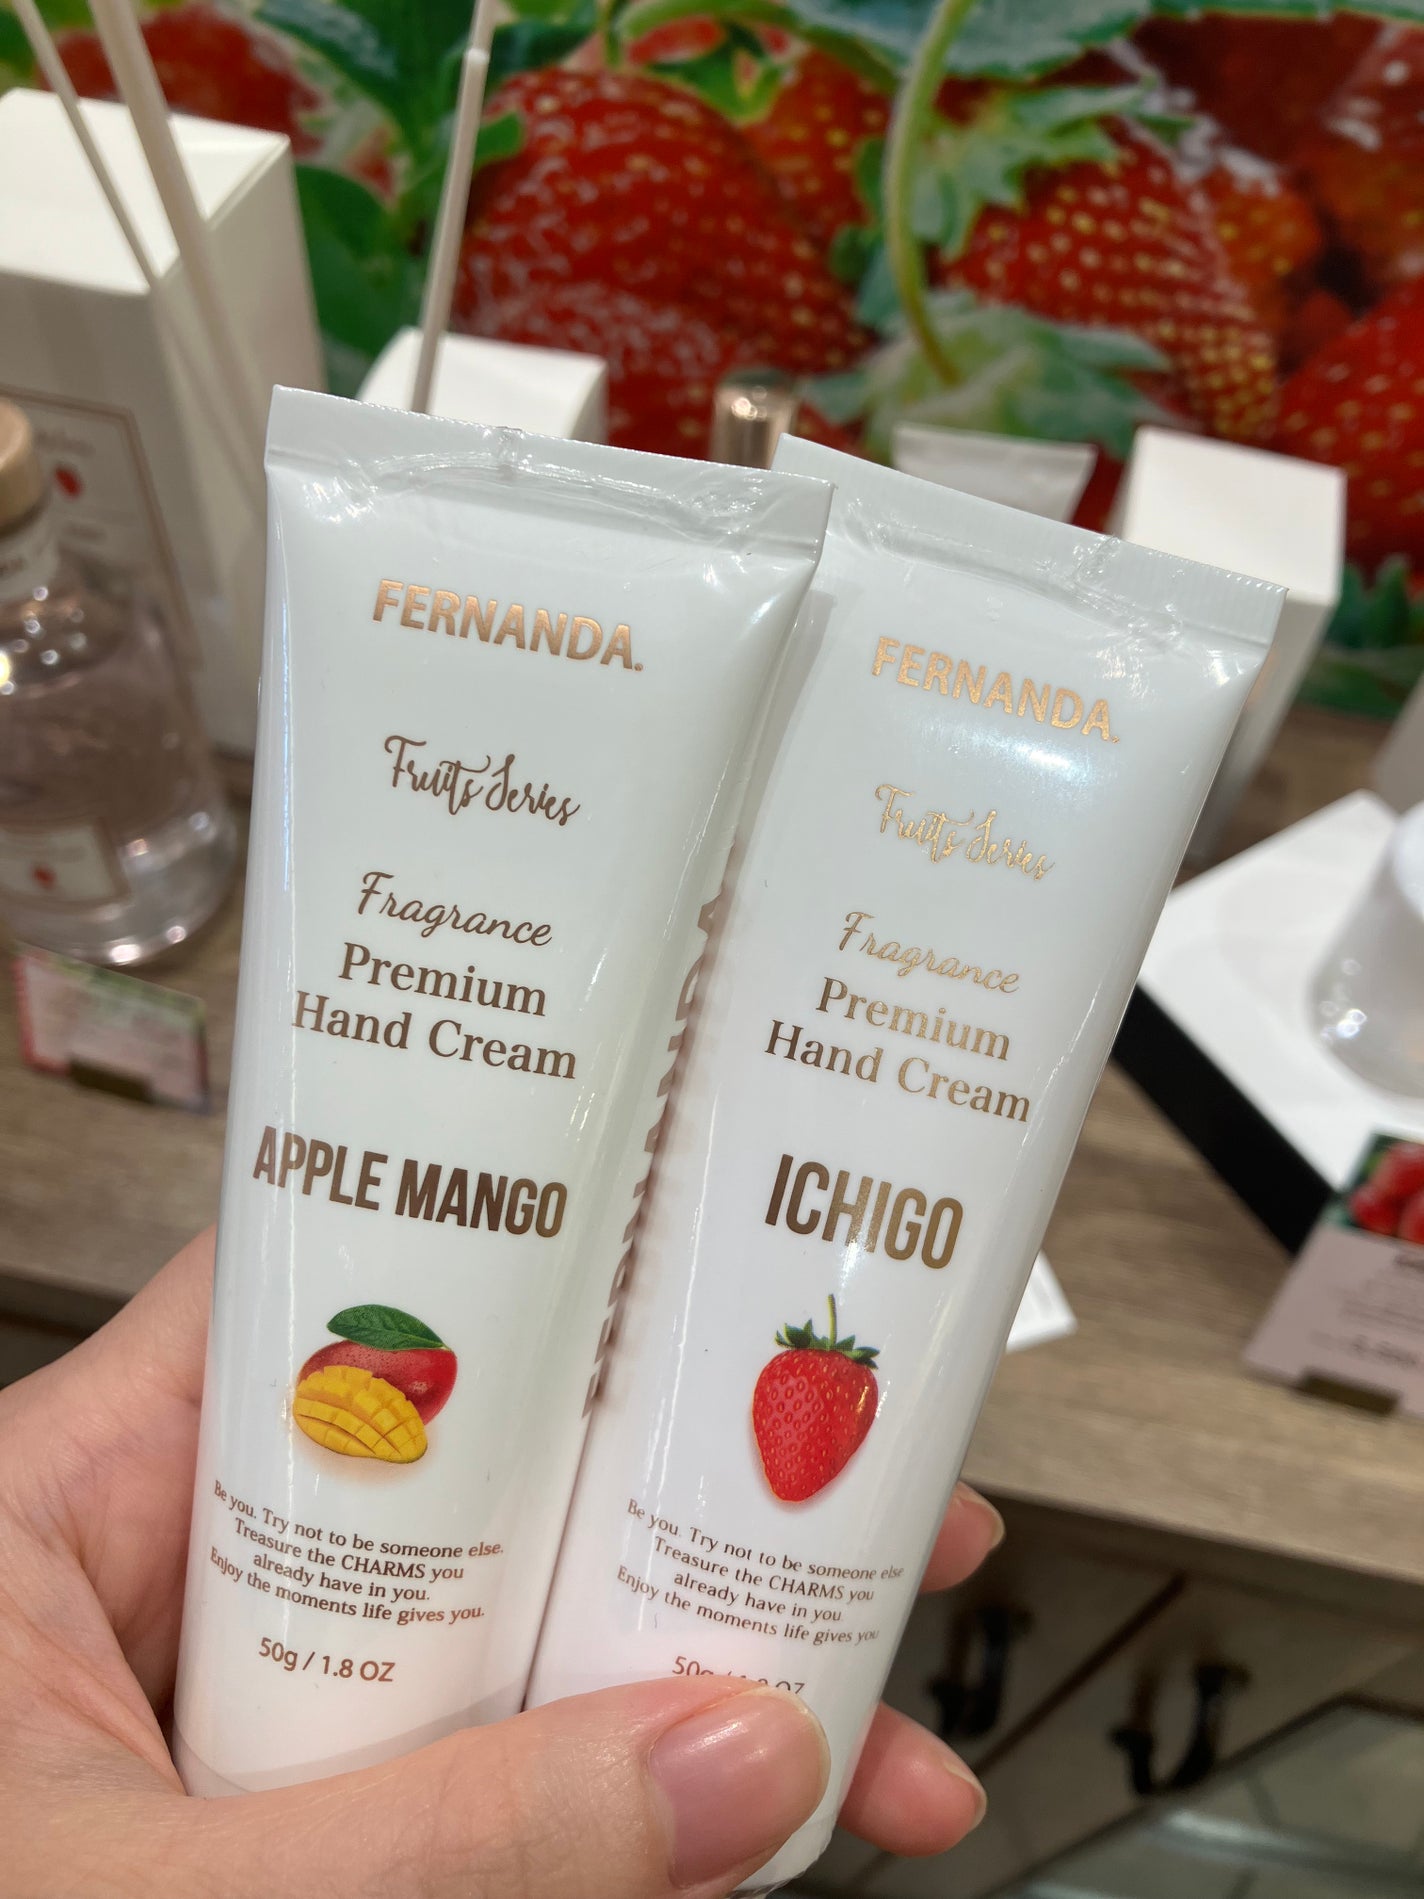 FERNANDA.
Fruits Series
Fragrance
Premium
Hand Cream
APPLE MANGO
Be you. Try not to be someone else.
Treasure the CHARMS you
already have in you.
Enjoy the moments life gives you.
50g / 1.8 OZ
FERNANDA.
Fruits Series
Fragrance
Premium
Hand Cream
ICHIGO
Be you. Try not to be someone else
Treasure the CHARMS you
already have in you.
Enjoy the moments life gives you